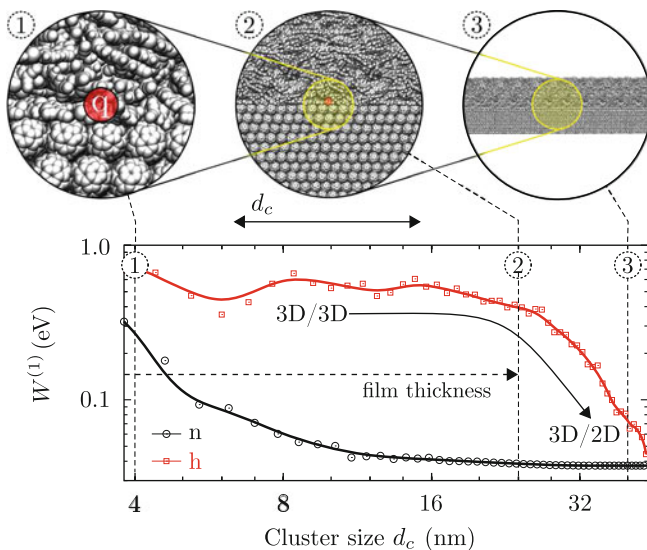 1
2
3
q
d_c
1.0
1
2
3
3D/3D
W^(1) (eV)
film thickness
0.1
3D/2D
n
h
4 8 16 32
Cluster size d_c (nm)